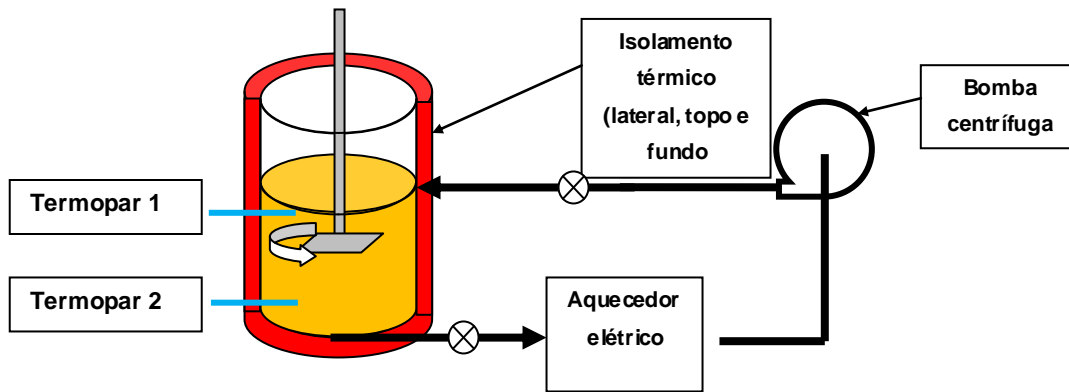 Isolamento
térmico
(lateral, topo e
fundo
Bomba
centrífuga
Termopar 1
Termopar 2
Aquecedor
elétrico